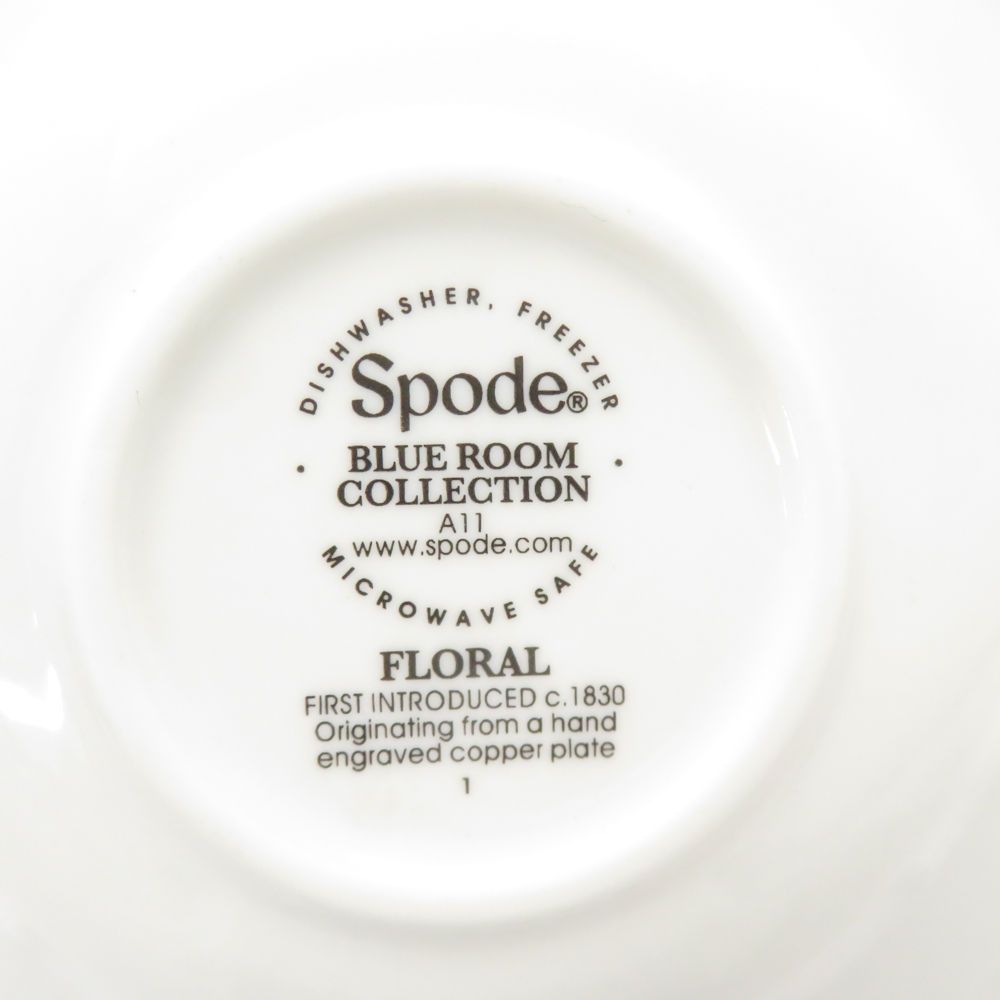 DISHWASHER, FREEZER
Spode®
· BLUE ROOM ·
COLLECTION
A11
www.spode.com
MICROWAVE SAFE
FLORAL
FIRST INTRODUCED c.1830
Originating from a hand
engraved copper plate
1